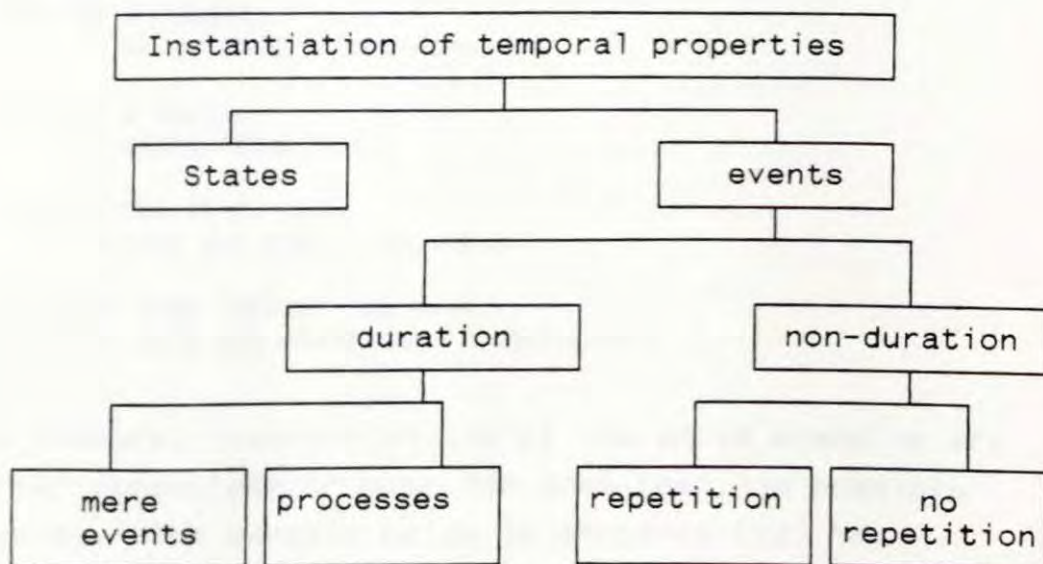 Instantiation of temporal properties
States
events
duration
non-duration
mere
events
processes
repetition
no
repetition